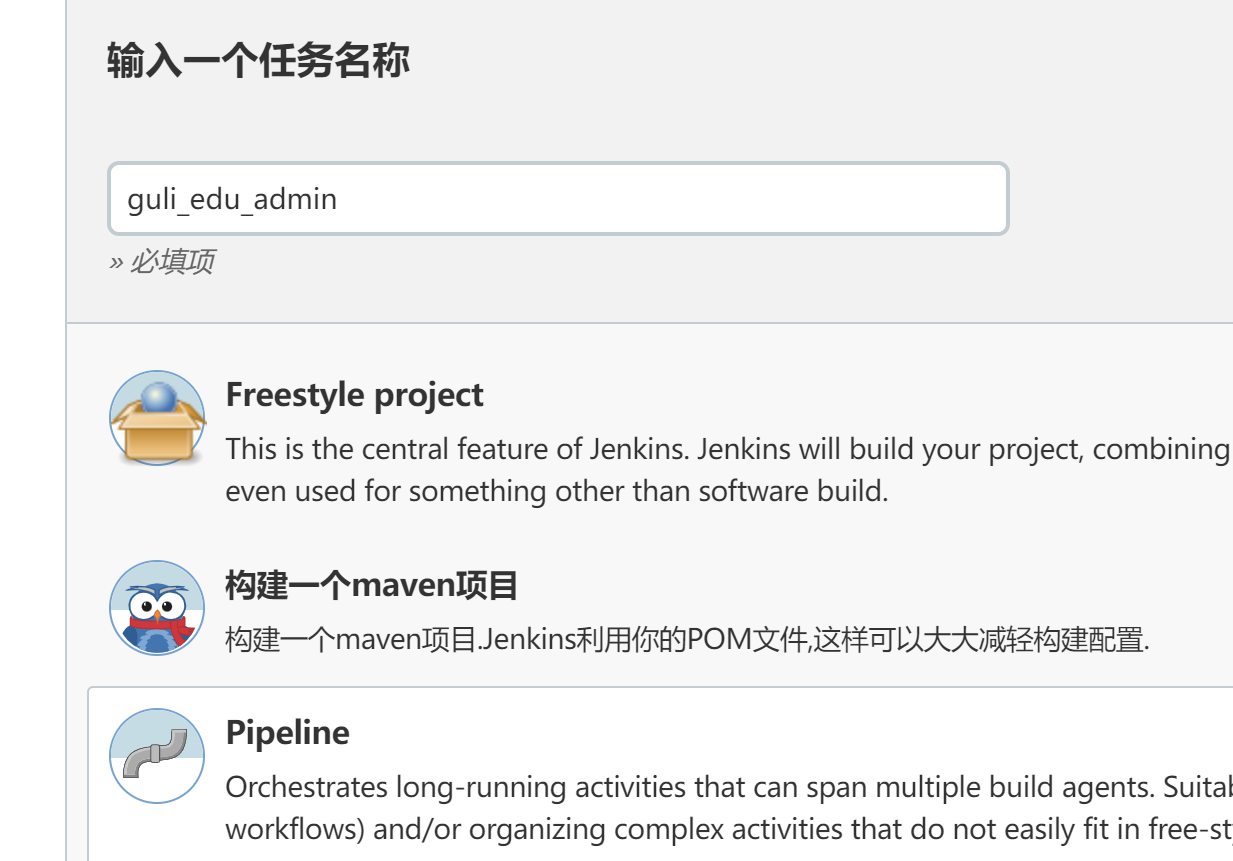 输入一个任务名称
guli_edu_admin
» 必填项
Freestyle project
This is the central feature of Jenkins. Jenkins will build your project, combining
even used for something other than software build.
构建一个maven项目
构建一个maven项目.Jenkins利用你的POM文件,这样可以大大减轻构建配置.
Pipeline
Orchestrates long-running activities that can span multiple build agents. Suitab
workflows) and/or organizing complex activities that do not easily fit in free-st